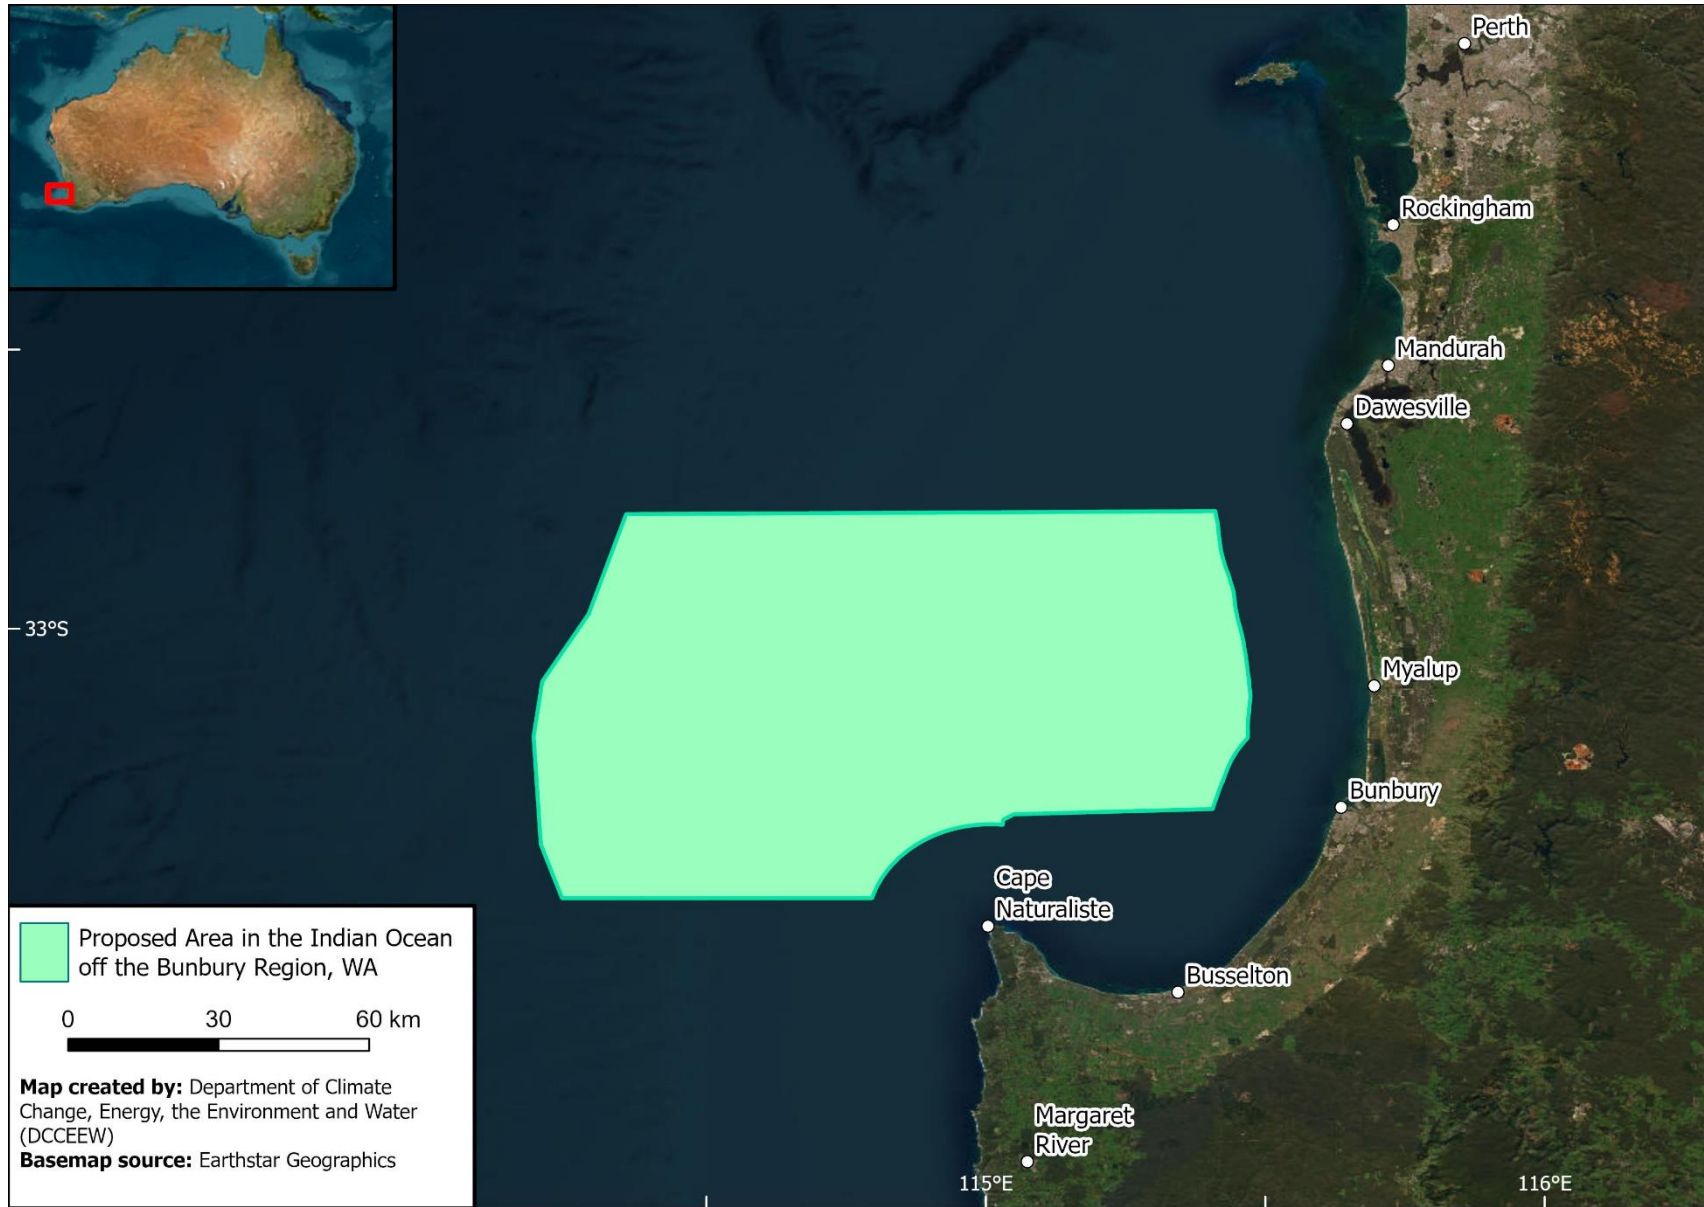 Perth
Rockingham
Mandurah
Dawesville
33°S
Myalup
Bunbury
Cape
Naturaliste
Busselton
Margaret
River
115°E
116°E
Proposed Area in the Indian Ocean
off the Bunbury Region, WA
0 30 60 km
Map created by: Department of Climate
Change, Energy, the Environment and Water
(DCCEEW)
Basemap source: Earthstar Geographics